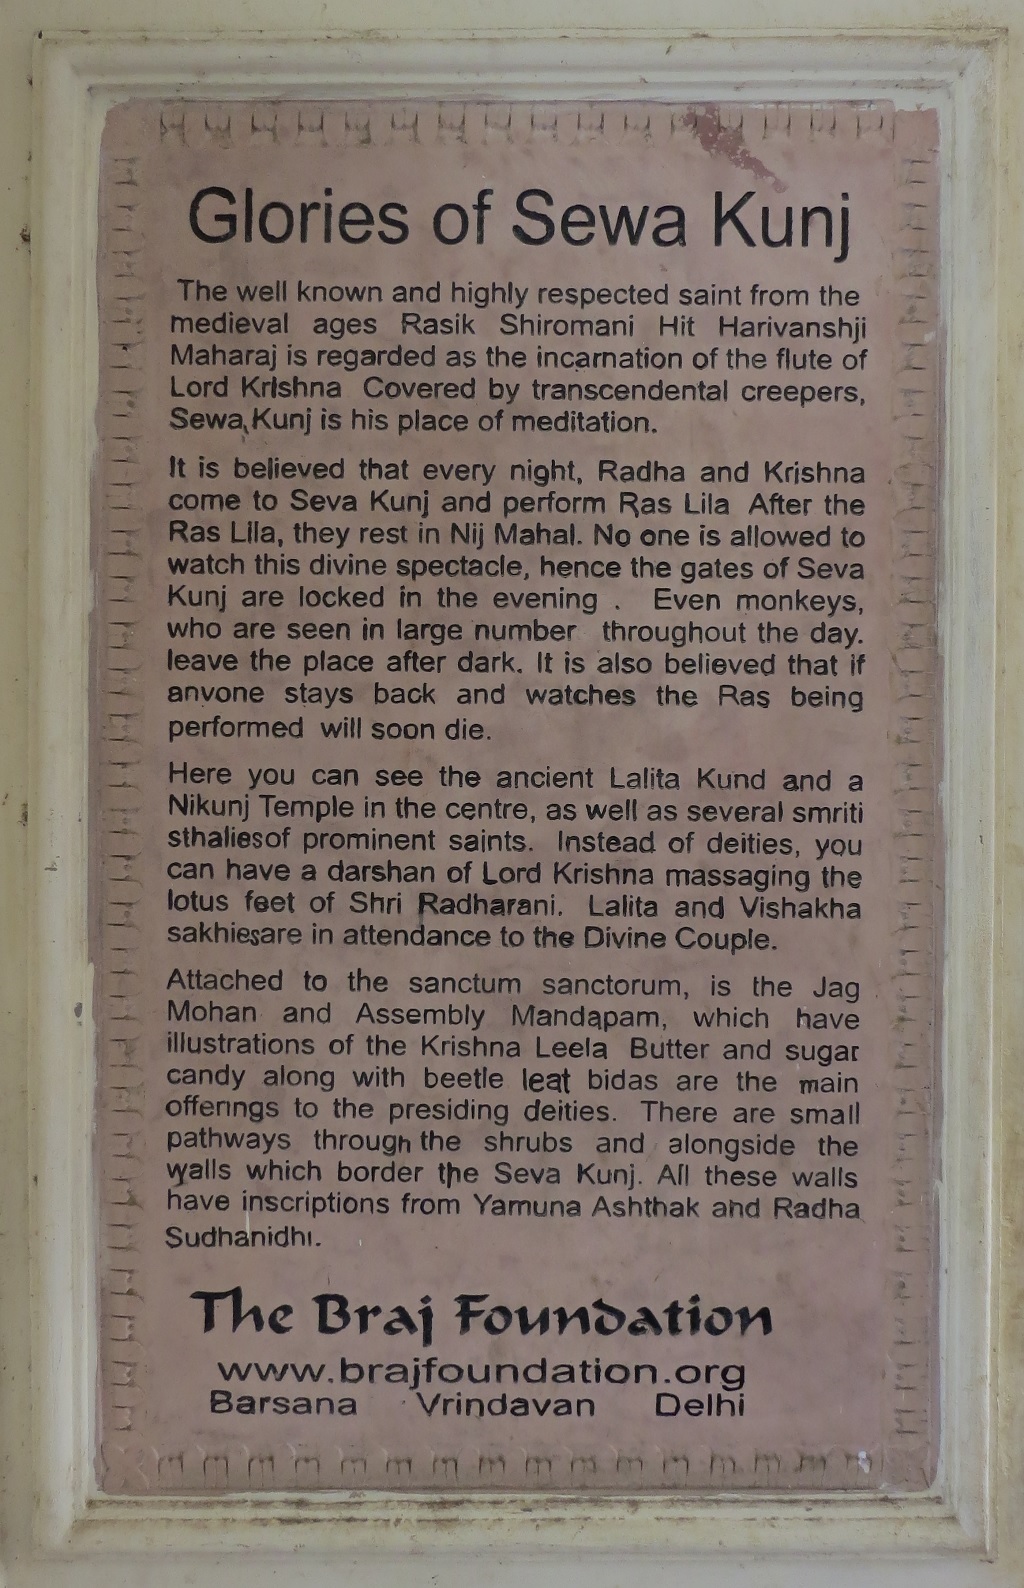 Glories of Sewa Kunj
The well known and highly respected saint from the
medieval ages Rasik Shiromani Hit Harivanshji
Maharaj is regarded as the incarnation of the flute of
Lord Krishna Covered by transcendental creepers,
Sewa Kunj is his place of meditation.
It is believed that every night, Radha and Krishna
come to Seva Kunj and perform Ras Lila After the
Ras Lila, they rest in Nij Mahal. No one is allowed to
watch this divine spectacle, hence the gates of Seva
Kunj are locked in the evening . Even monkeys,
who are seen in large number throughout the day.
leave the place after dark. It is also believed that if
anyone stays back and watches the Ras being
performed will soon die.
Here you can see the ancient Lalita Kund and a
Nikunj Temple in the centre, as well as several smriti
sthaliesof prominent saints. Instead of deities, you
can have a darshan of Lord Krishna massaging the
lotus feet of Shri Radharani. Lalita and Vishakha
sakhiesare in attendance to the Divine Couple.
Attached to the sanctum sanctorum, is the Jag
Mohan and Assembly Mandapam, which have
illustrations of the Krishna Leela Butter and sugar
candy along with beetle leat bidas are the main
offerings to the presiding deities. There are small
pathways through the shrubs and alongside the
walls which border the Seva Kunj. All these walls
have inscriptions from Yamuna Ashthak and Radha
Sudhanidhi.
The Braj Foundation
www.brajfoundation.org
Barsana Vrindavan Delhi